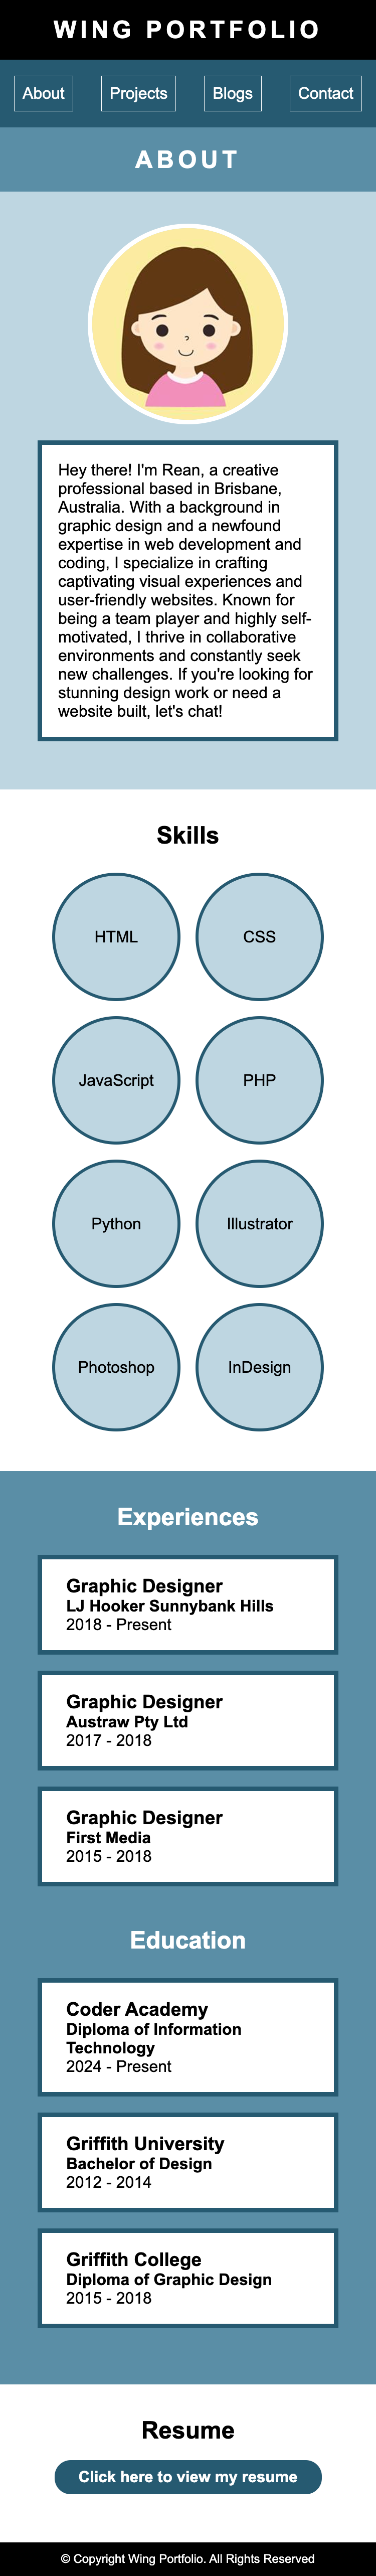 WING PORTFOLIO
About Projects Blogs Contact
ABOUT
Hey there! I'm Rean, a creative
professional based in Brisbane,
Australia. With a background in
graphic design and a newfound
expertise in web development and
coding, I specialize in crafting
captivating visual experiences and
user-friendly websites. Known for
being a team player and highly self-
motivated, I thrive in collaborative
environments and constantly seek
new challenges. If you're looking for
stunning design work or need a
website built, let's chat!
Skills
HTML CSS
JavaScript PHP
Python Illustrator
Photoshop InDesign
Experiences
Graphic Designer
LJ Hooker Sunnybank Hills
2018 - Present
Graphic Designer
Austraw Pty Ltd
2017 - 2018
Graphic Designer
First Media
2015 - 2018
Education
Coder Academy
Diploma of Information
Technology
2024 - Present
Griffith University
Bachelor of Design
2012 - 2014
Griffith College
Diploma of Graphic Design
2015 - 2018
Resume
Click here to view my resume
© Copyright Wing Portfolio. All Rights Reserved